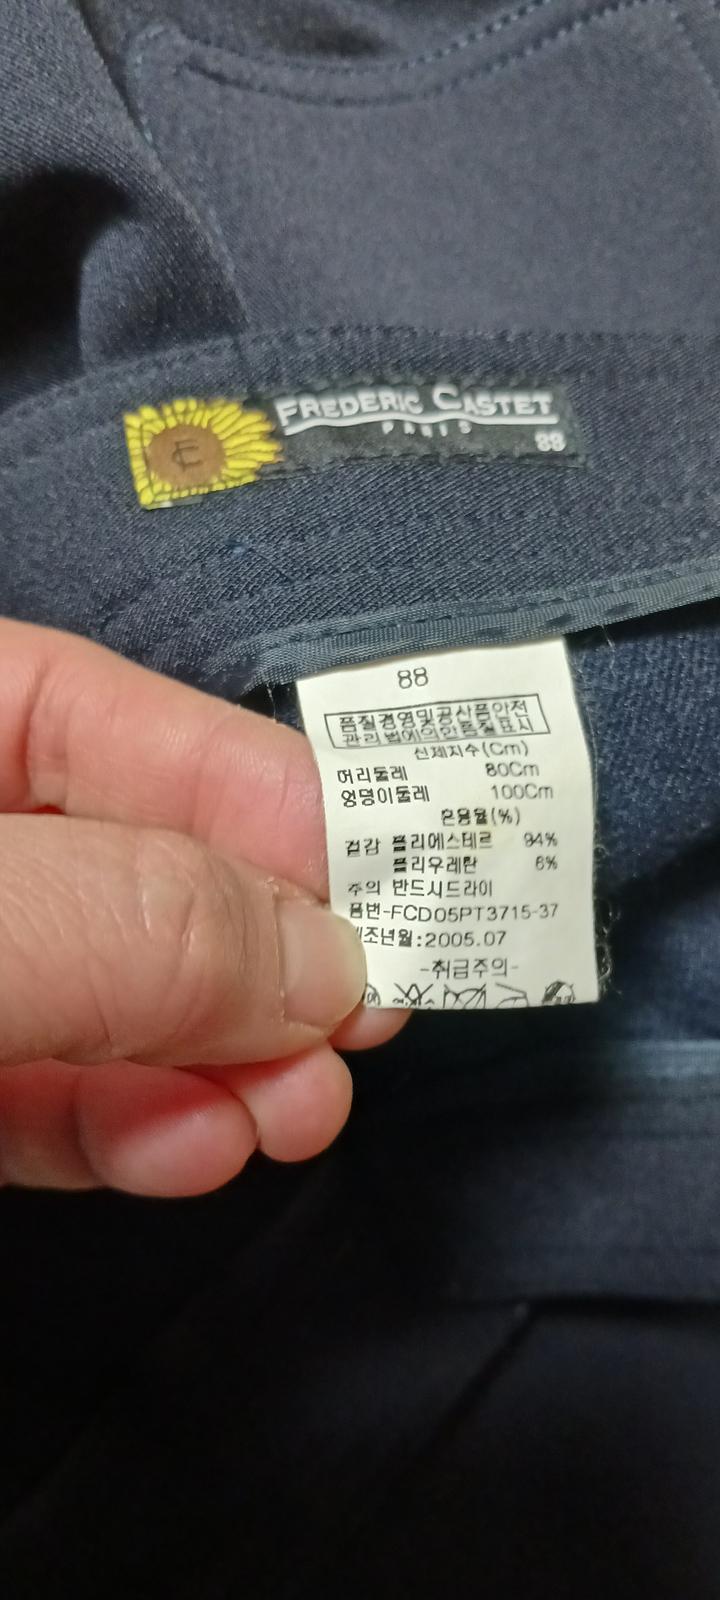 FREDERIC CASTET
PARIS
88
88
품질경영및공산품안전
관리법에의한품질표시
신체치수(Cm)
허리둘레 80Cm
엉덩이둘레 100Cm
혼용율(%)
겉감 폴리에스테르 94%
폴리우레탄 6%
주의 반드시드라이
품번-FCD05PT3715-37
제조년월:2005.07
-취급주의-